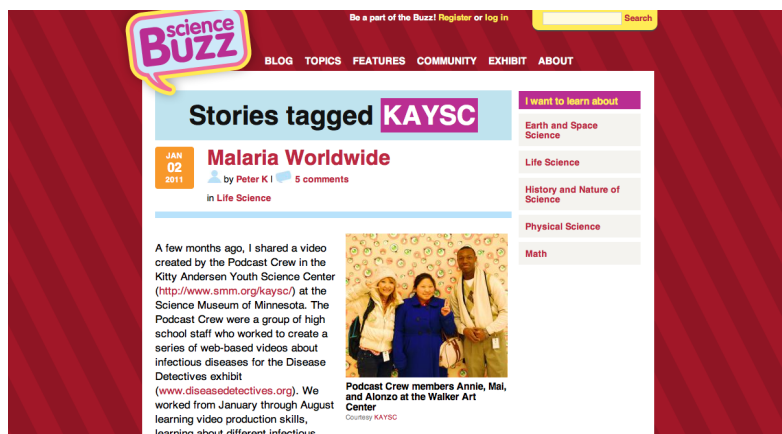 science
BUZZ
Be a part of the Buzz! Register or log in
Search
BLOG TOPICS FEATURES COMMUNITY EXHIBIT ABOUT
Stories tagged KAYSC
JAN
02
2011
Malaria Worldwide
by Peter K | 5 comments
in Life Science
A few months ago, I shared a video
created by the Podcast Crew in the
Kitty Andersen Youth Science Center
(http://www.smm.org/kaysc/) at the
Science Museum of Minnesota. The
Podcast Crew were a group of high
school staff who worked to create a
series of web-based videos about
infectious diseases for the Disease
Detectives exhibit
(www.diseasedetectives.org). We
worked from January through August
learning video production skills,
learning about different infectious
Podcast Crew members Annie, Mai,
and Alonzo at the Walker Art
Center
Courtesy KAYSC
I want to learn about
Earth and Space
Science
Life Science
History and Nature of
Science
Physical Science
Math